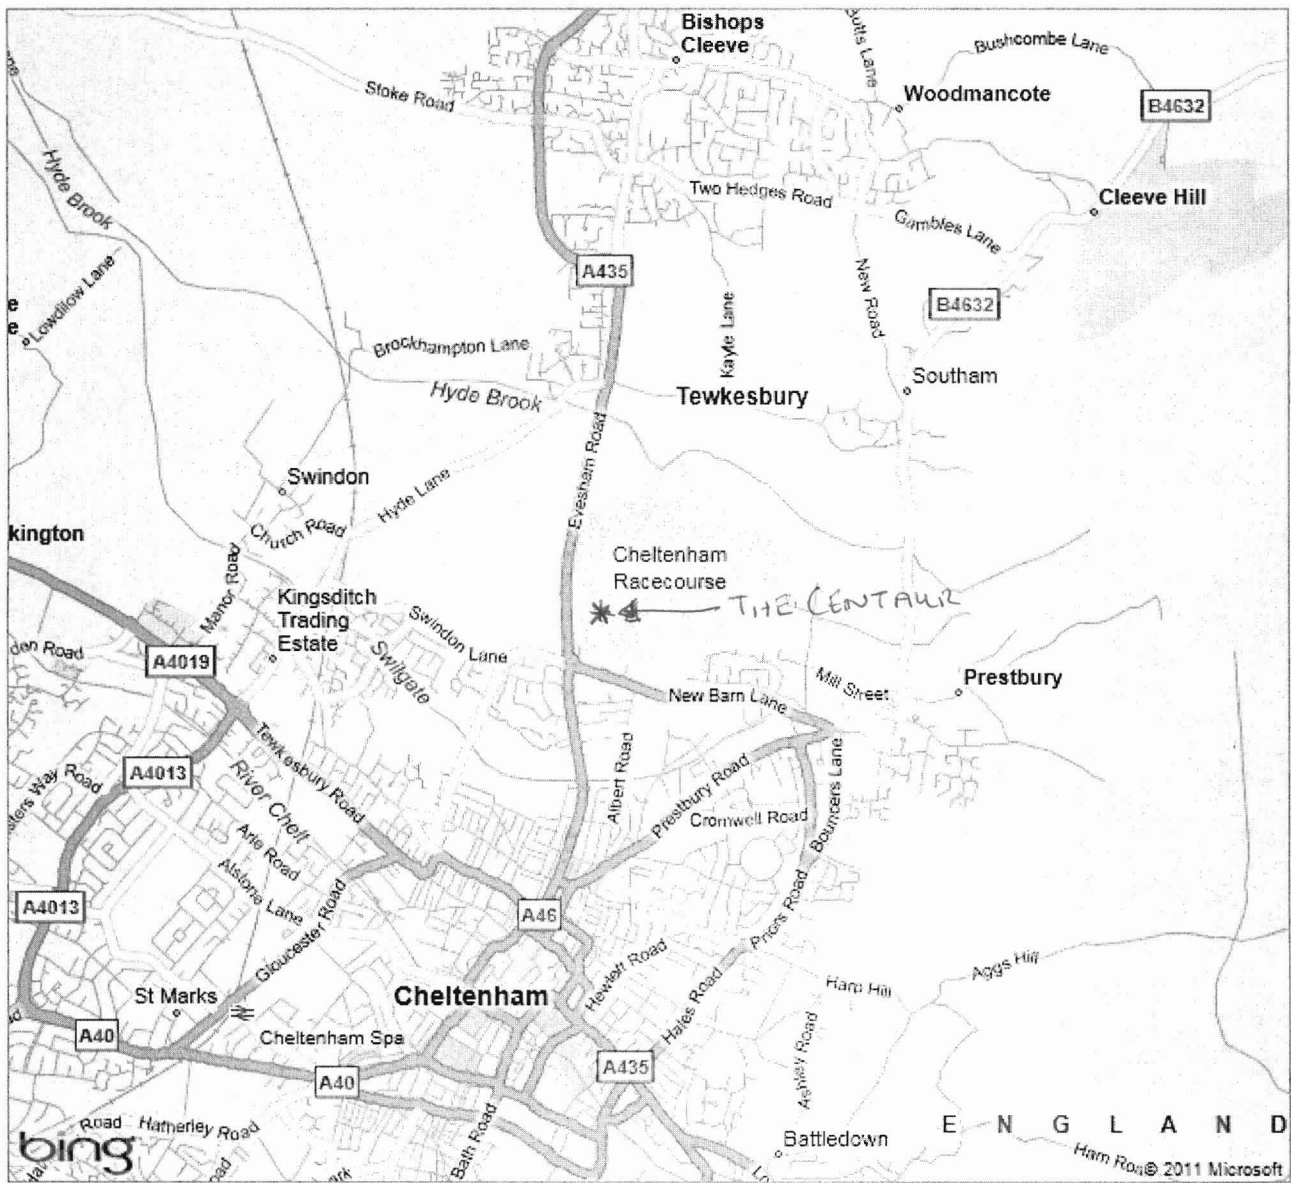 Bishops
Cleeve
Butts Lane
Bushcombe Lane
Woodmancote
B4632
Stoke Road
Hyde Brook
Two Hedges Road
Cleeve Hill
Gambles Lane
A435
New Road
B4632
Lowdilow Lane
Kayte Lane
Brockhampton Lane
Southam
Hyde Brook
Tewkesbury
Evesham Road
Swindon
Hyde Lane
kington
Church Road
Cheltenham
Racecourse
THE CENTAUR
Manor Road
Kingsditch
Trading
Estate
Swindon Lane
den Road
A4019
Swilgate
Mill Street
Prestbury
New Barn Lane
Tewkesbury Road
A4013
sters Way Road
River Chelt
Albert Road
Prestbury Road
Cromwell Road
Bouncers Lane
Arle Road
Alstone Lane
A4013
Gloucester Road
A46
Priors Road
Hewlett Road
Aggs Hill
Harp Hill
St Marks
Cheltenham
Hales Road
A40
Cheltenham Spa
A435
Ashley Road
A40
Road
Hatherley Road
Bath Road
ENGLAND
Battledown
Ham Road
bing
© 2011 Microsoft